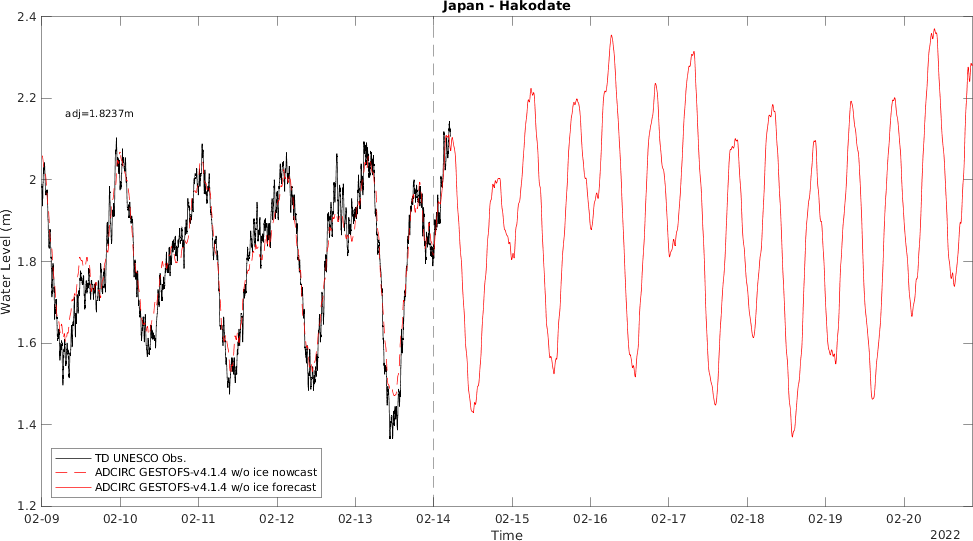 Japan - Hakodate
2.4
2.2
2
1.8
1.6
1.4
1.2
Water Level (m)
adj=1.8237m
TD UNESCO Obs.
ADCIRC GESTOFS-v4.1.4 w/o ice nowcast
ADCIRC GESTOFS-v4.1.4 w/o ice forecast
02-09 02-10 02-11 02-12 02-13 02-14 02-15 02-16 02-17 02-18 02-19 02-20
Time
2022